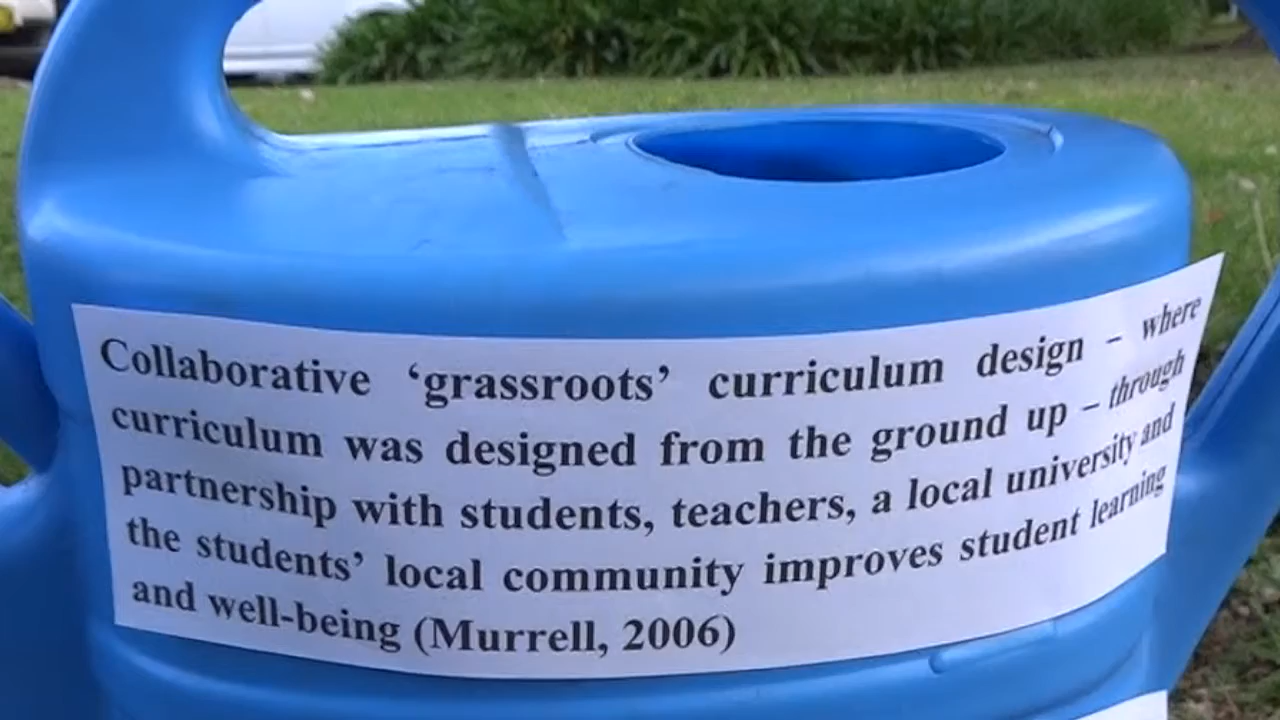 Collaborative ‘grassroots’ curriculum design – where
curriculum was designed from the ground up – through
partnership with students, teachers, a local university and
the students’ local community improves student learning
and well-being (Murrell, 2006)